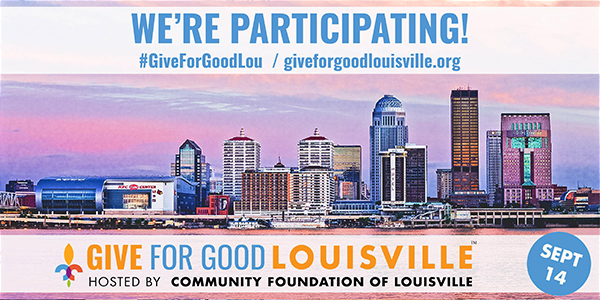 WE'RE PARTICIPATING!
#GiveForGoodLou / giveforgoodlouisville.org
KFC YUM! CENTER
GIVE FOR GOOD LOUISVILLE™
HOSTED BY COMMUNITY FOUNDATION OF LOUISVILLE
SEPT
14